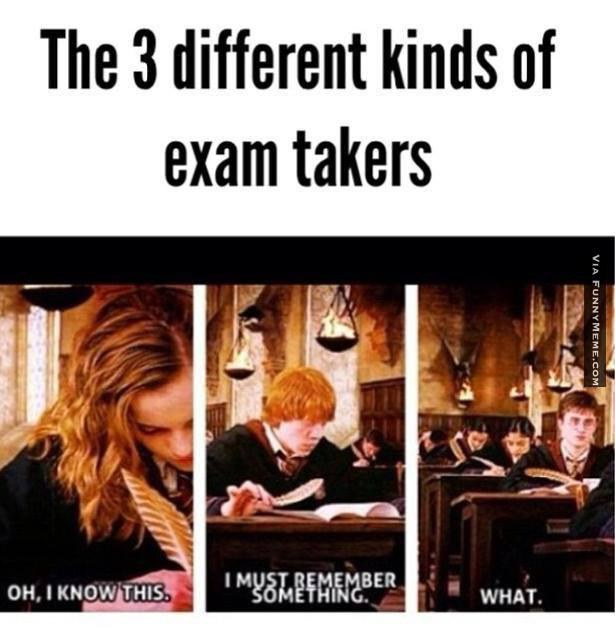 The 3 different kinds of
exam takers
VIA FUNNYMEME.COM
OH, I KNOW THIS.
I MUST REMEMBER
SOMETHING.
WHAT.